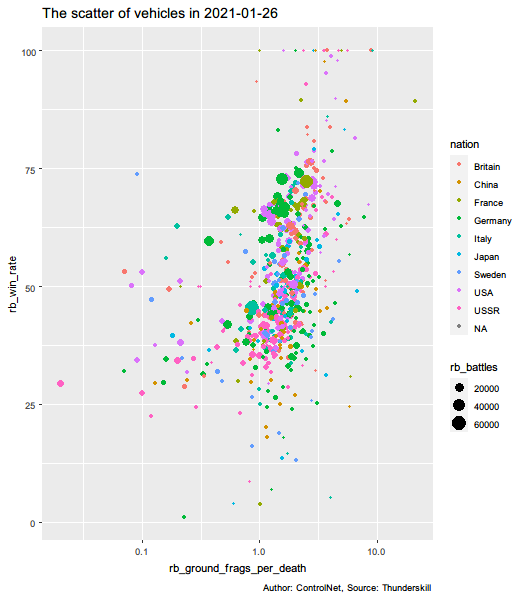 The scatter of vehicles in 2021-01-26
100
75
50
25
0
rb_win_rate
0.1
1.0
10.0
rb_ground_frags_per_death
nation
Britain
China
France
Germany
Italy
Japan
Sweden
USA
USSR
NA
rb_battles
20000
40000
60000
Author: ControlNet, Source: Thunderskill